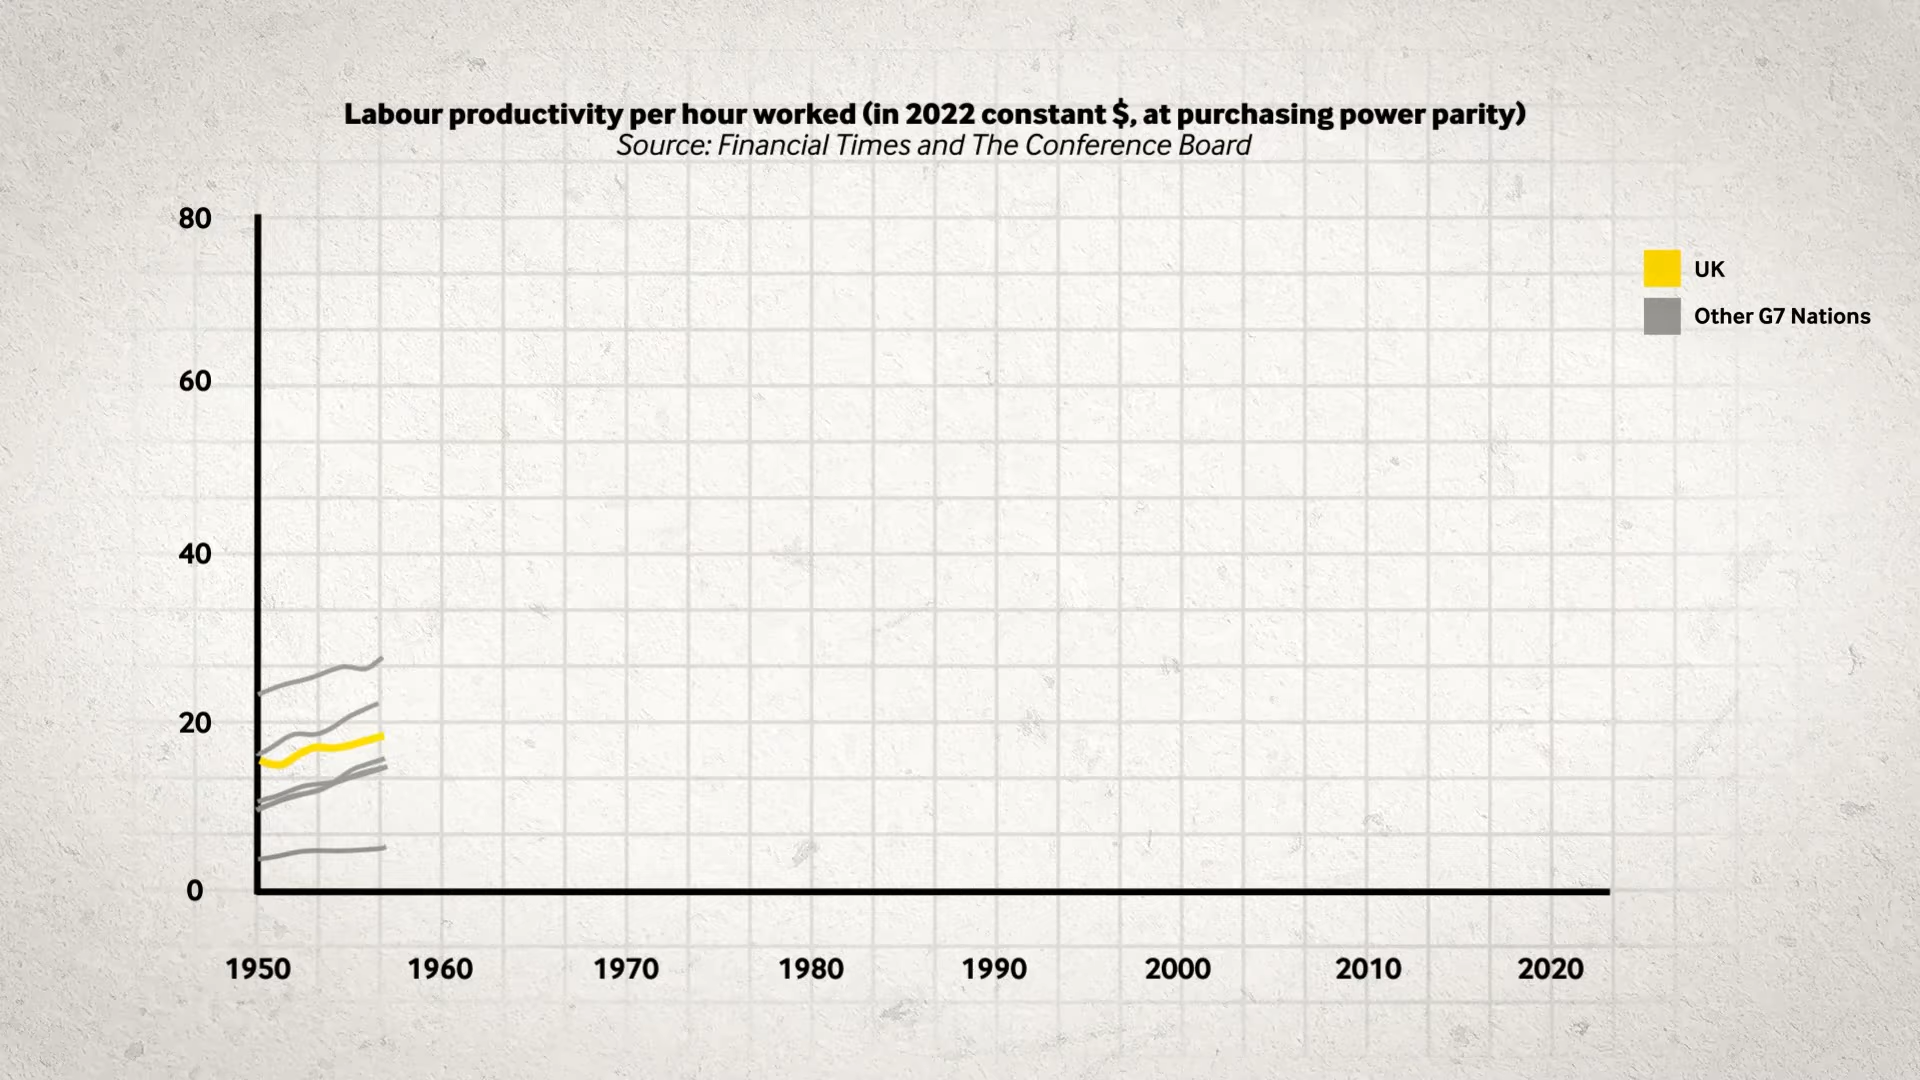 Labour productivity per hour worked (in 2022 constant $, at purchasing power parity)
Source: Financial Times and The Conference Board
80
60
40
20
0
1950 1960 1970 1980 1990 2000 2010 2020
UK
Other G7 Nations